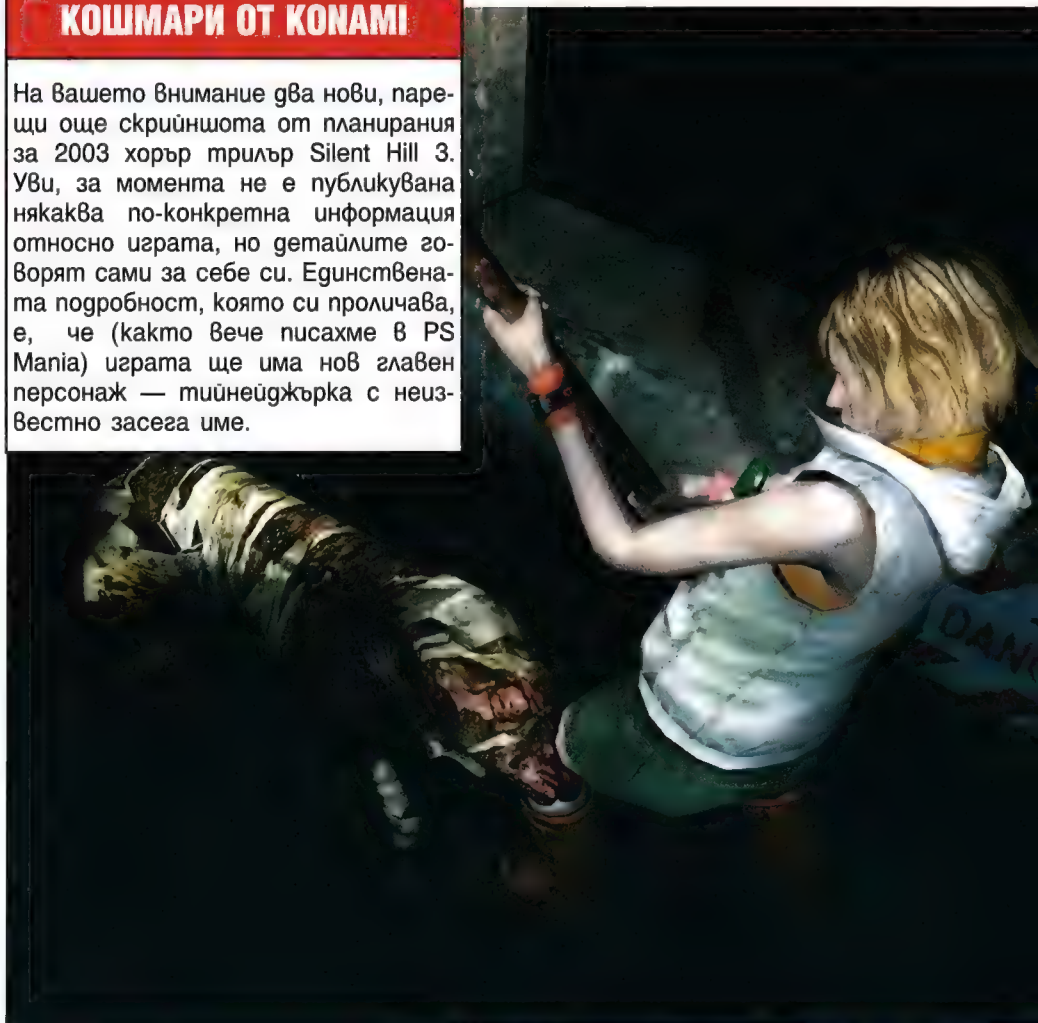 КОШМАРИ ОТ KONAMI
На вашето внимание два нови, паре-
щи още скрийншота от планирания
за 2003 хорър трилър Silent Hill 3.
Уви, за момента не е публикувана
някаква по-конкретна информация
относно играта, но детайлите го-
ворят сами за себе си. Единствена-
та подробност, която си проличава,
е, че (както вече писахме в PS
Mania) играта ще има нов главен
персонаж — тийнейджърка с неиз-
вестно засега име.
DANG